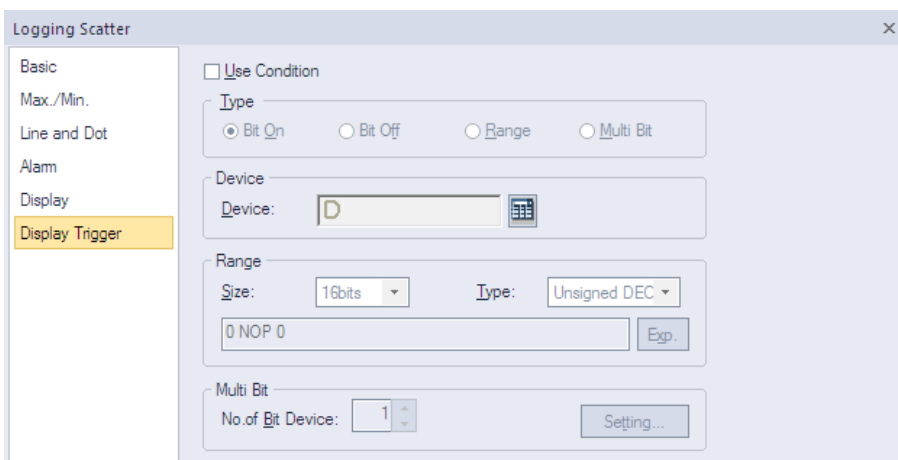 Logging Scatter
Basic
Max./Min.
Line and Dot
Alarm
Display
Display Trigger
Use Condition
Type
Bit On Bit Off Range Multi Bit
Device
Device: D
Range
Size: 16bits Type: Unsigned DEC
0 NOP 0 Exp.
Multi Bit
No.of Bit Device: 1 Setting...